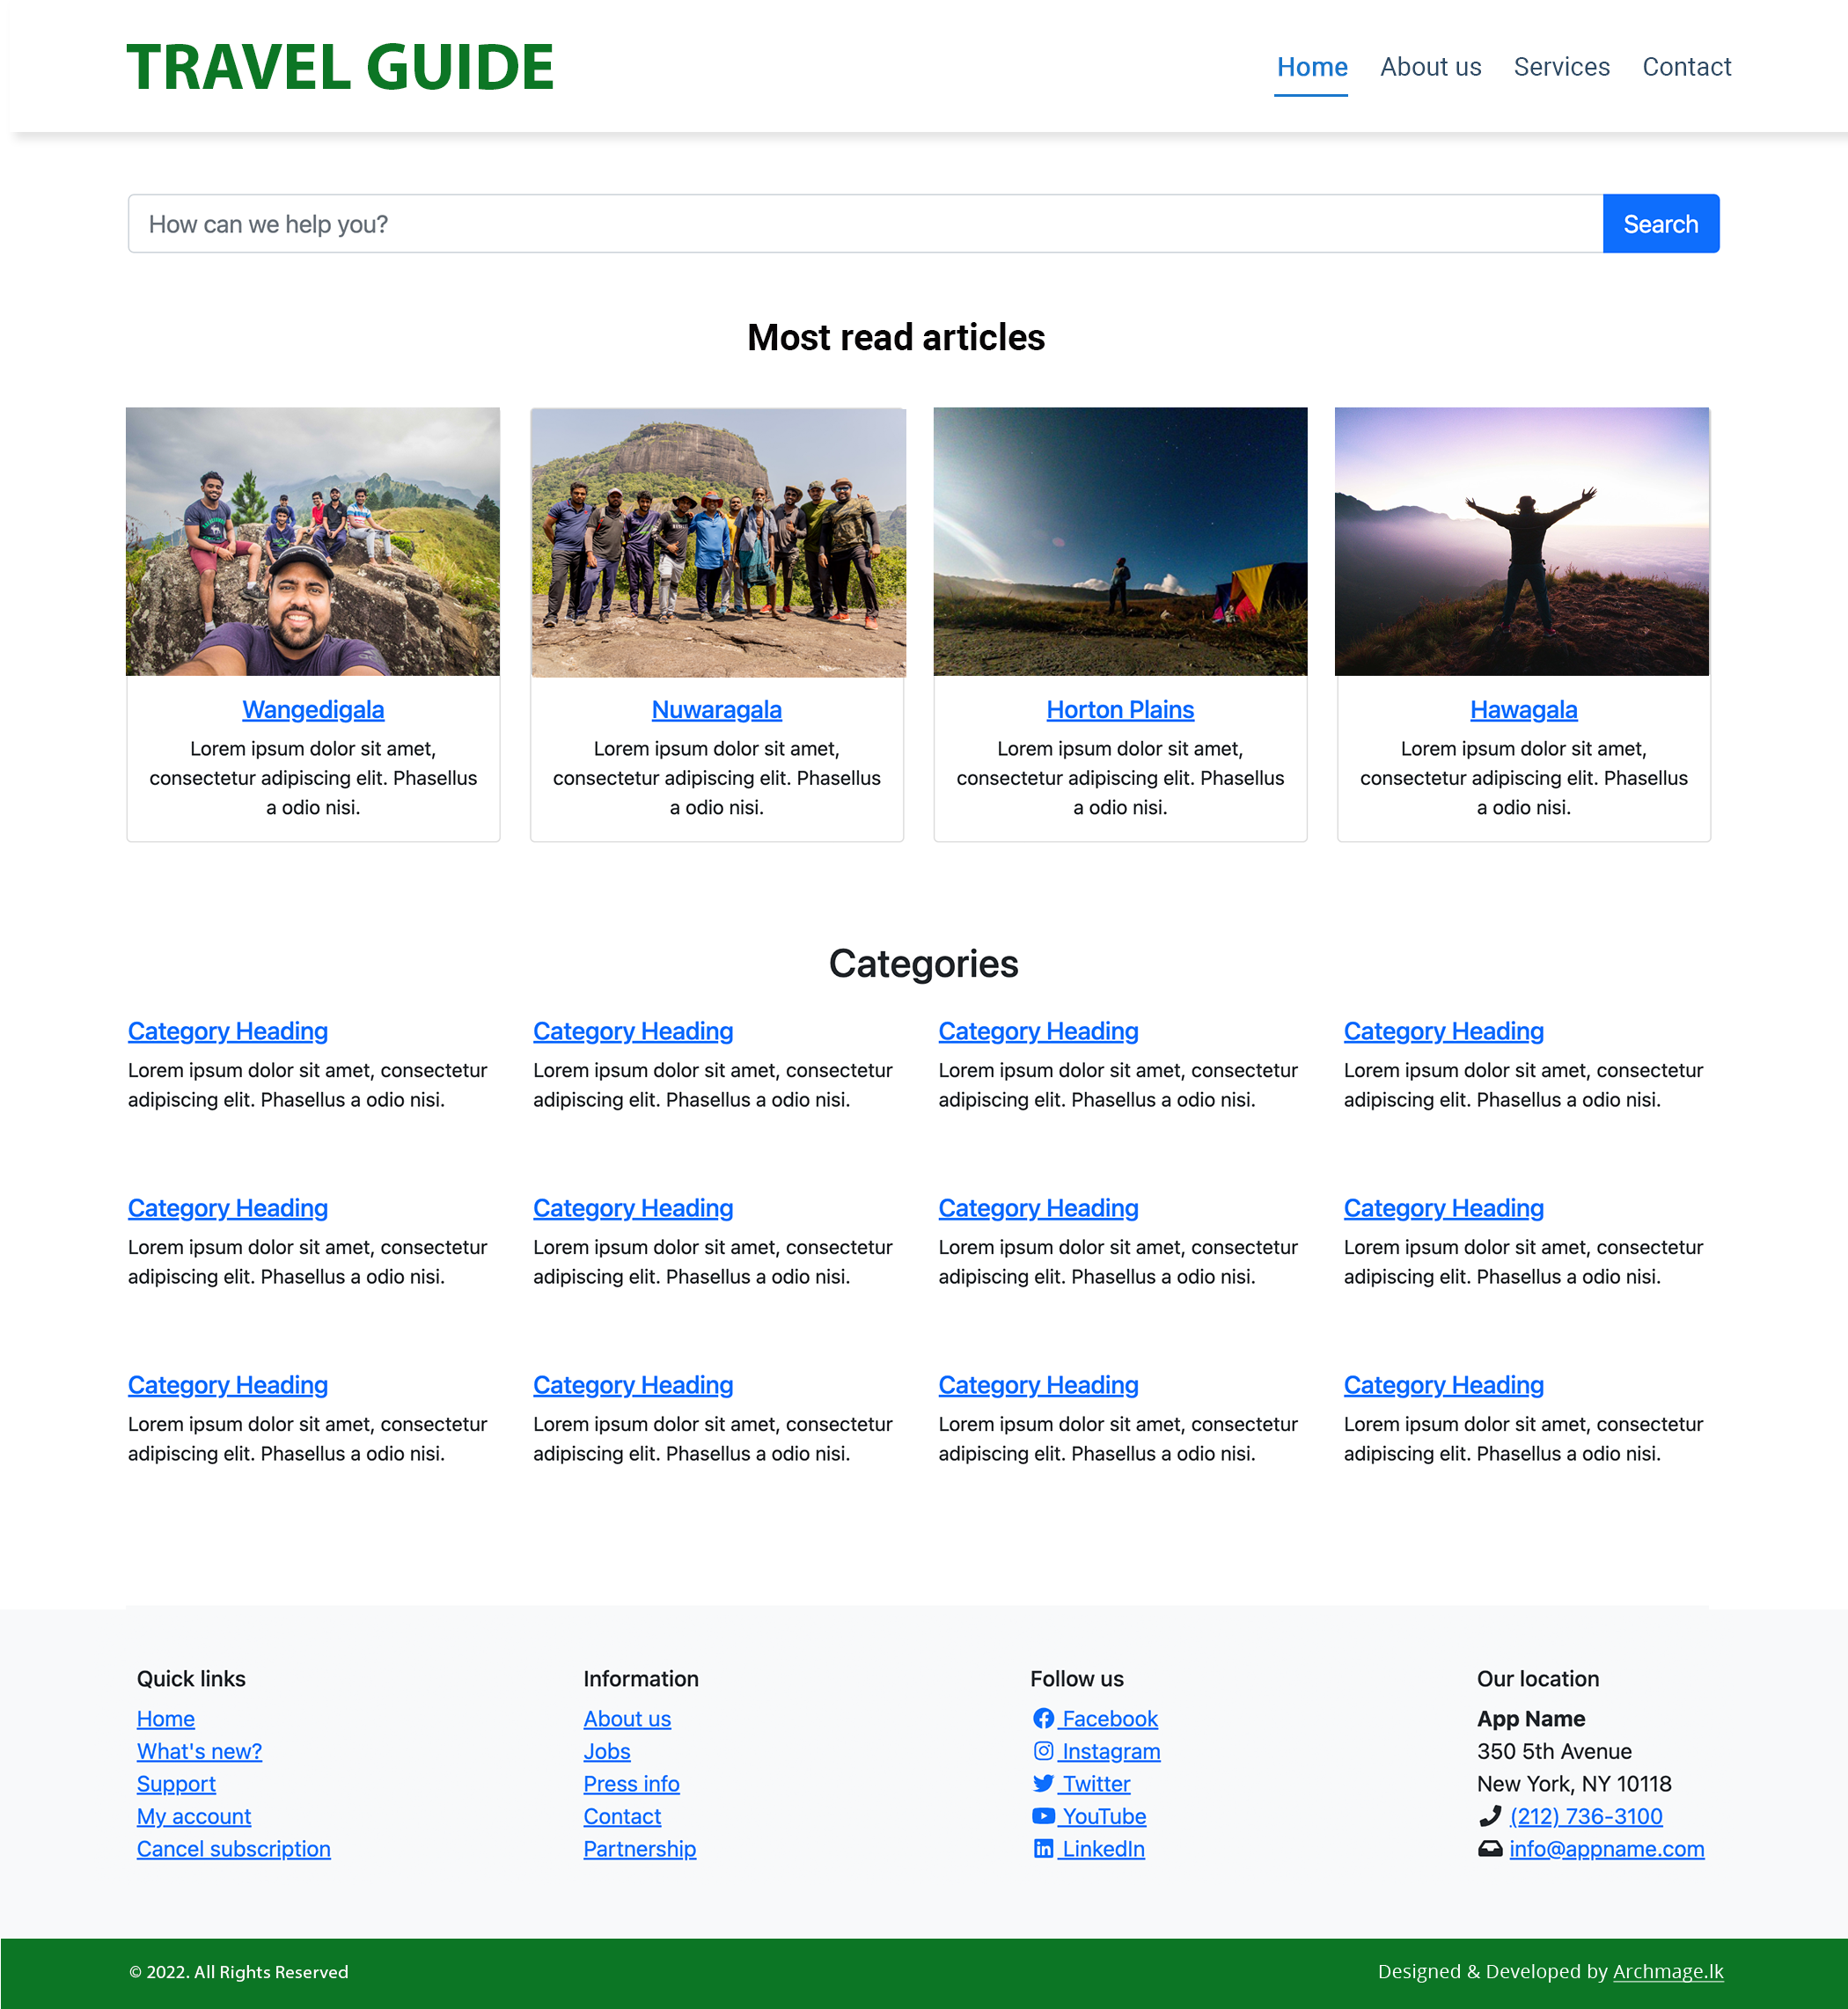 TRAVEL GUIDE
Home About us Services Contact
How can we help you? Search
Most read articles
Wangedigala
Lorem ipsum dolor sit amet,
consectetur adipiscing elit. Phasellus
a odio nisi.
Nuwaragala
Lorem ipsum dolor sit amet,
consectetur adipiscing elit. Phasellus
a odio nisi.
Horton Plains
Lorem ipsum dolor sit amet,
consectetur adipiscing elit. Phasellus
a odio nisi.
Hawagala
Lorem ipsum dolor sit amet,
consectetur adipiscing elit. Phasellus
a odio nisi.
Categories
Category Heading
Lorem ipsum dolor sit amet, consectetur
adipiscing elit. Phasellus a odio nisi.
Category Heading
Lorem ipsum dolor sit amet, consectetur
adipiscing elit. Phasellus a odio nisi.
Category Heading
Lorem ipsum dolor sit amet, consectetur
adipiscing elit. Phasellus a odio nisi.
Category Heading
Lorem ipsum dolor sit amet, consectetur
adipiscing elit. Phasellus a odio nisi.
Category Heading
Lorem ipsum dolor sit amet, consectetur
adipiscing elit. Phasellus a odio nisi.
Category Heading
Lorem ipsum dolor sit amet, consectetur
adipiscing elit. Phasellus a odio nisi.
Category Heading
Lorem ipsum dolor sit amet, consectetur
adipiscing elit. Phasellus a odio nisi.
Category Heading
Lorem ipsum dolor sit amet, consectetur
adipiscing elit. Phasellus a odio nisi.
Category Heading
Lorem ipsum dolor sit amet, consectetur
adipiscing elit. Phasellus a odio nisi.
Category Heading
Lorem ipsum dolor sit amet, consectetur
adipiscing elit. Phasellus a odio nisi.
Category Heading
Lorem ipsum dolor sit amet, consectetur
adipiscing elit. Phasellus a odio nisi.
Category Heading
Lorem ipsum dolor sit amet, consectetur
adipiscing elit. Phasellus a odio nisi.
Quick links
Home
What's new?
Support
My account
Cancel subscription
Information
About us
Jobs
Press info
Contact
Partnership
Follow us
Facebook
Instagram
Twitter
YouTube
LinkedIn
Our location
App Name
350 5th Avenue
New York, NY 10118
(212) 736-3100
info@appname.com
© 2022. All Rights Reserved
Designed & Developed by Archmage.lk